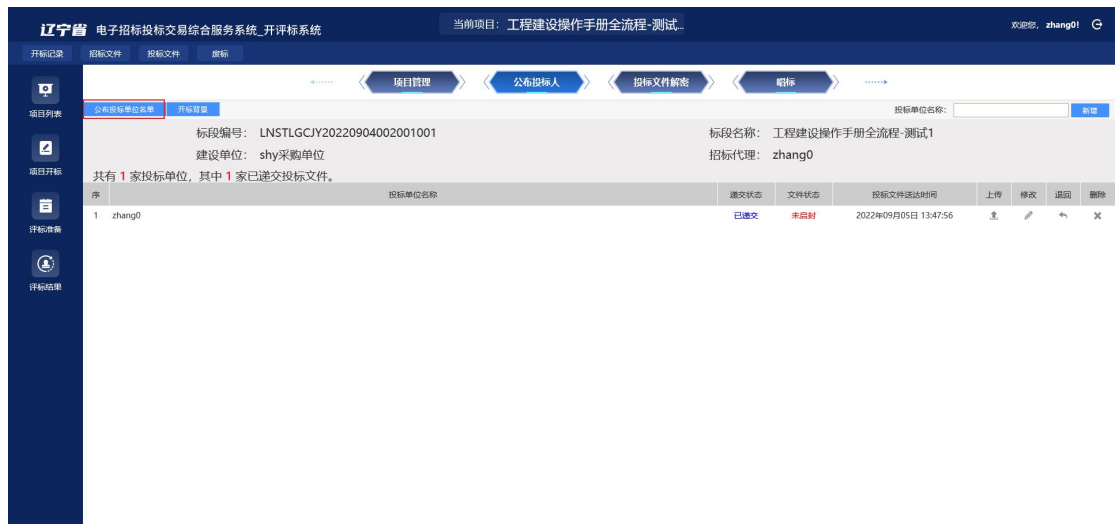 辽宁省 电子招标投标交易综合服务系统_开评标系统 当前项目：工程建设操作手册全流程-测试... 欢迎您，zhang0!
开标记录 招标文件 投标文件 废标
项目管理 公布投标人 投标文件解密 唱标
项目列表
公布投标单位名单 开标背景 投标单位名称： 新增
标段编号： LNSTLGCJY20220904002001001 标段名称： 工程建设操作手册全流程-测试1
建设单位： shy采购单位 招标代理： zhang0
项目开标
共有 1 家投标单位，其中 1 家已递交投标文件。
序 投标单位名称 递交状态 文件状态 投标文件送达时间 上传 修改 退回 删除
1 zhang0 已递交 未启封 2022年09月05日 13:47:56
评标准备
评标结果